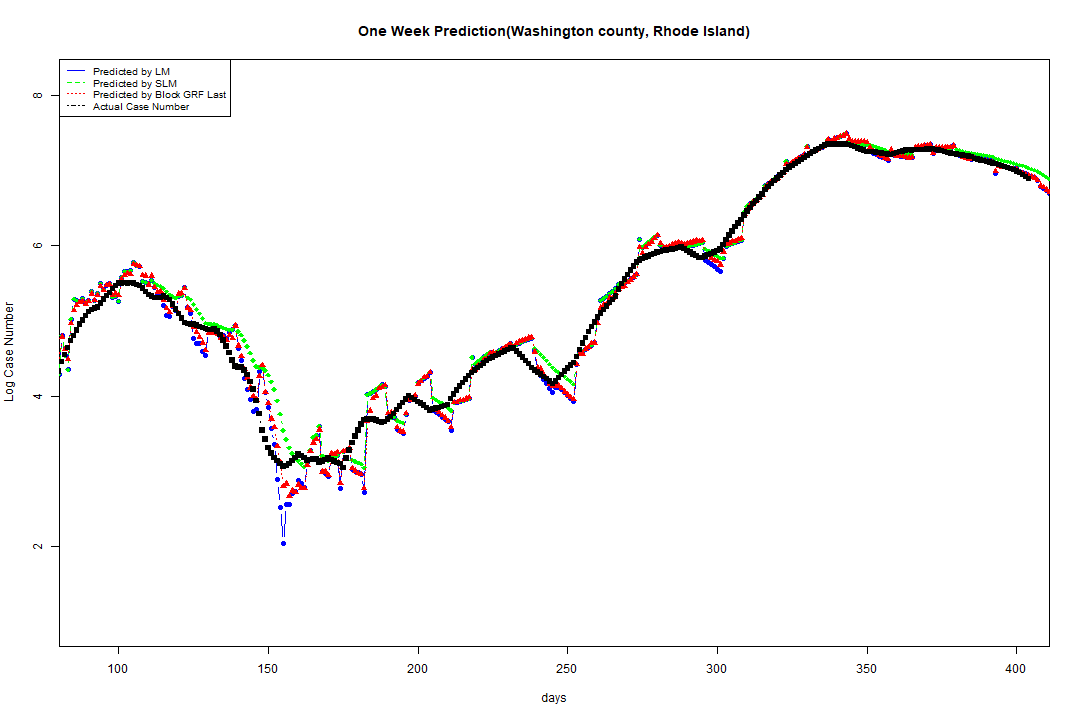 One Week Prediction(Washington county, Rhode Island)
Predicted by LM
Predicted by SLM
Predicted by Block GRF Last
Actual Case Number
8
6
4
2
Log Case Number
100 150 200 250 300 350 400
days